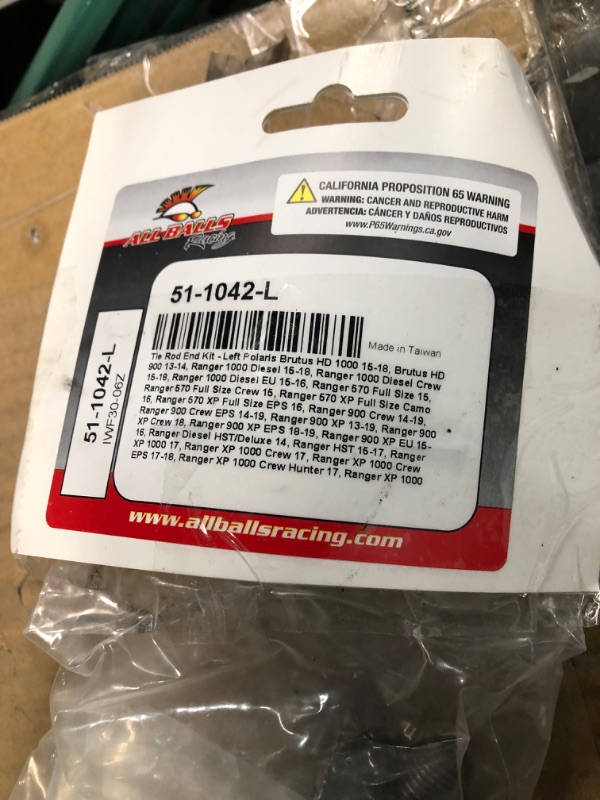 CALIFORNIA PROPOSITION 65 WARNING
WARNING: CANCER AND REPRODUCTIVE HARM
ADVERTENCIA: CÁNCER Y DAÑOS REPRODUCTIVOS
www.P65Warnings.ca.gov
ALL BALLS
Racing
51-1042-L
Made in Taiwan
Tie Rod End Kit - Left Polaris Brutus HD 1000 15-18, Brutus HD
900 13-14, Ranger 1000 Diesel 15-18, Ranger 1000 Diesel Crew
15-18, Ranger 1000 Diesel EU 15-16, Ranger 570 Full Size 15,
Ranger 570 Full Size Crew 15, Ranger 570 XP Full Size Camo
16, Ranger 570 XP Full Size EPS 16, Ranger 900 Crew 14-19,
Ranger 900 Crew EPS 14-19, Ranger 900 XP 13-19, Ranger 900
XP Crew 18, Ranger 900 XP EPS 18-19, Ranger 900 XP EU 15-
16, Ranger Diesel HST/Deluxe 14, Ranger HST 15-17, Ranger
XP 1000 17, Ranger XP 1000 Crew 17, Ranger XP 1000 Crew
EPS 17-18, Ranger XP 1000 Crew Hunter 17, Ranger XP 1000
51-1042-L
IWF30-06Z
www.allballsracing.com